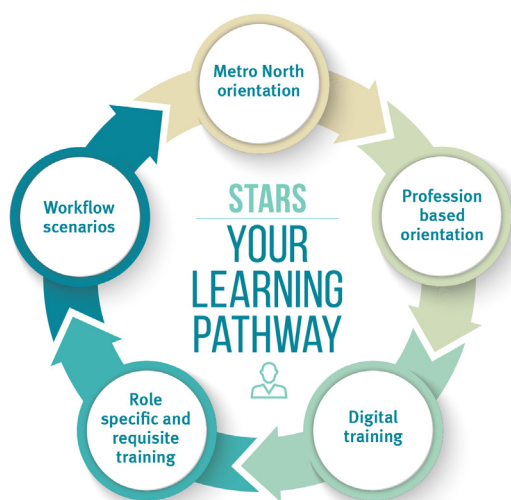 Metro North
orientation
Profession
based
orientation
Digital
training
Role
specific and
requisite
training
Workflow
scenarios
STARS
YOUR
LEARNING
PATHWAY